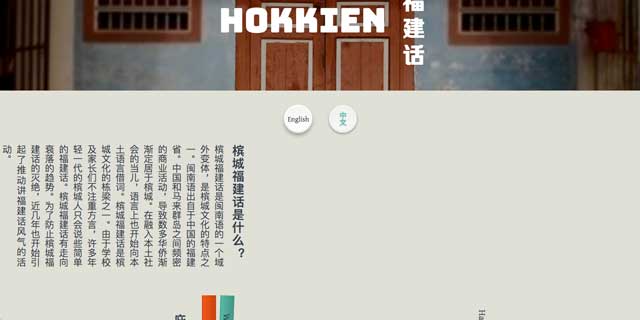 HOKKIEN
福建话
English
中文
槟城福建话是什么？
槟城福建话是闽南语的一个域
外变体，是槟城文化的特点之
一。闽南语出自于中国的福建
省。中国和马来群岛之间频密
的商业活动，导致数多华侨渐
渐定居于槟城。在融入本土社
会的当儿，语言上也开始向本
土语言借词。槟城福建话是槟
城文化的栋梁之一。由于学校
及家长们不注重方言，许多年
轻一代的槟城人只会说些简单
的福建话。槟城福建话有走向
衰落的趋势。为了防止槟城福
建话的灭绝，近几年也开始引
起了推动讲福建话风气的活
动。